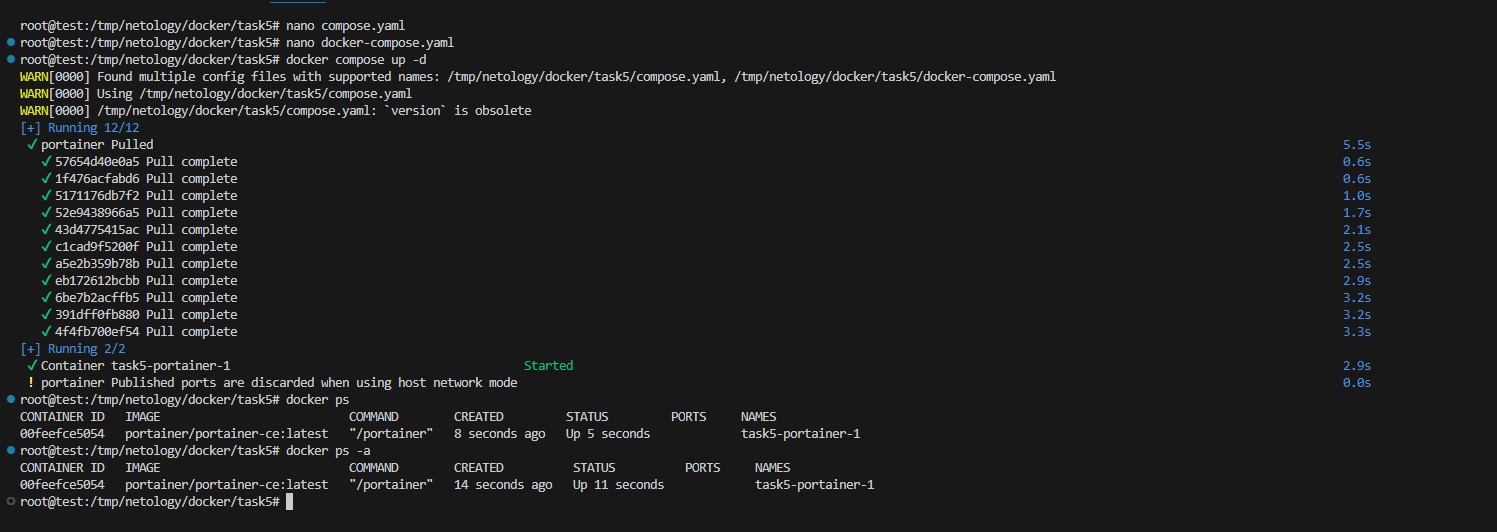 root@test:/tmp/netology/docker/task5# nano compose.yaml
root@test:/tmp/netology/docker/task5# nano docker-compose.yaml
root@test:/tmp/netology/docker/task5# docker compose up -d
WARN[0000] Found multiple config files with supported names: /tmp/netology/docker/task5/compose.yaml, /tmp/netology/docker/task5/docker-compose.yaml
WARN[0000] Using /tmp/netology/docker/task5/compose.yaml
WARN[0000] /tmp/netology/docker/task5/compose.yaml: `version` is obsolete
[+] Running 12/12
✓ portainer Pulled 5.5s
✓ 57654d40e0a5 Pull complete 0.6s
✓ 1f476acfabd6 Pull complete 0.6s
✓ 5171176db7f2 Pull complete 1.0s
✓ 52e9438966a5 Pull complete 1.7s
✓ 43d4775415ac Pull complete 2.1s
✓ c1cad9f5200f Pull complete 2.5s
✓ a5e2b359b78b Pull complete 2.5s
✓ eb172612bcbb Pull complete 2.9s
✓ 6be7b2acffb5 Pull complete 3.2s
✓ 391dff0fb880 Pull complete 3.2s
✓ 4f4fb700ef54 Pull complete 3.3s
[+] Running 2/2
✓ Container task5-portainer-1 Started 2.9s
! portainer Published ports are discarded when using host network mode 0.0s
root@test:/tmp/netology/docker/task5# docker ps
CONTAINER ID IMAGE COMMAND CREATED STATUS PORTS NAMES
00feefce5054 portainer/portainer-ce:latest "/portainer" 8 seconds ago Up 5 seconds task5-portainer-1
root@test:/tmp/netology/docker/task5# docker ps -a
CONTAINER ID IMAGE COMMAND CREATED STATUS PORTS NAMES
00feefce5054 portainer/portainer-ce:latest "/portainer" 14 seconds ago Up 11 seconds task5-portainer-1
root@test:/tmp/netology/docker/task5#